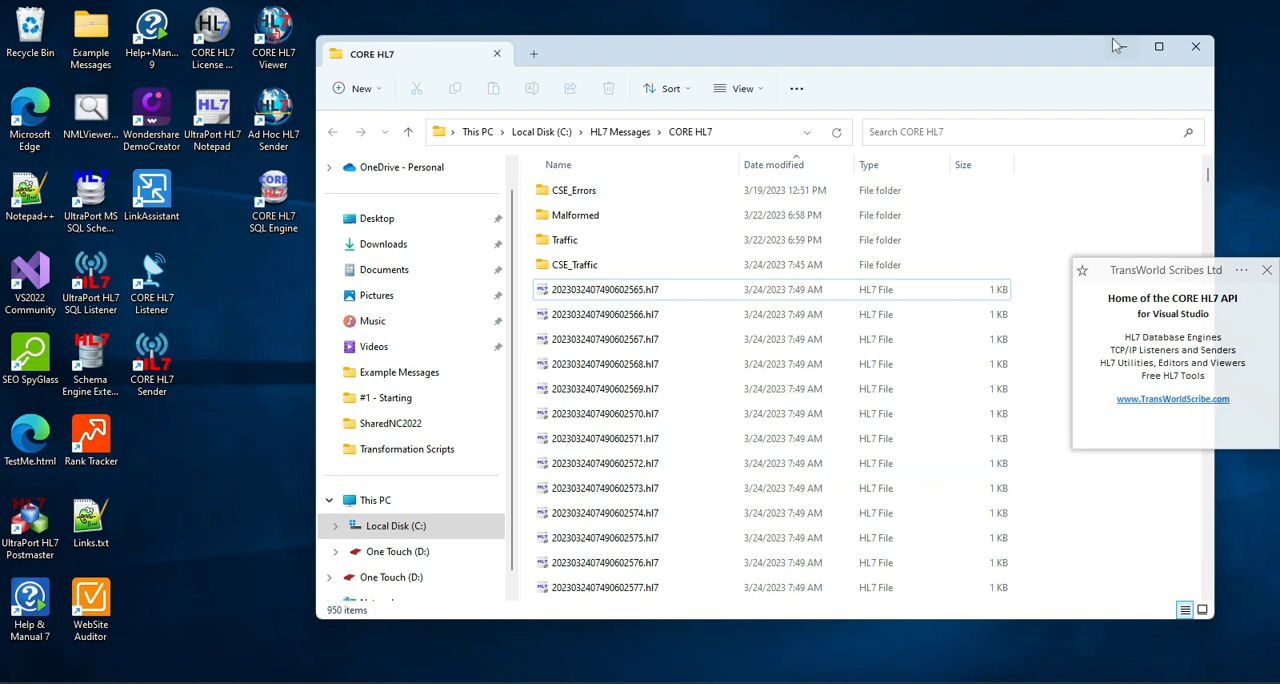 Recycle Bin
Example
Messages
Help+Man...
9
CORE HL7
License ...
CORE HL7
Viewer
Microsoft
Edge
NMLViewer...
Wondershare
DemoCreator
UltraPort HL7
Notepad
Ad Hoc HL7
Sender
Notepad++
UltraPort MS
SQL Sche...
LinkAssistant
CORE HL7
SQL Engine
VS2022
Community
UltraPort HL7
SQL Listener
CORE HL7
Listener
SEO SpyGlass
Schema
Engine Exte...
CORE HL7
Sender
TestMe.html
Rank Tracker
UltraPort HL7
Postmaster
Links.txt
Help &
Manual 7
WebSite
Auditor
CORE HL7
New
Sort
View
This PC > Local Disk (C:) > HL7 Messages > CORE HL7
Search CORE HL7
OneDrive - Personal
Desktop
Downloads
Documents
Pictures
Music
Videos
Example Messages
#1 - Starting
SharedNC2022
Transformation Scripts
This PC
Local Disk (C:)
One Touch (D:)
One Touch (D:)
Name Date modified Type Size
CSE_Errors 3/19/2023 12:51 PM File folder
Malformed 3/22/2023 6:58 PM File folder
Traffic 3/22/2023 6:59 PM File folder
CSE_Traffic 3/24/2023 7:45 AM File folder
2023032407490602565.hl7 3/24/2023 7:49 AM HL7 File 1 KB
2023032407490602566.hl7 3/24/2023 7:49 AM HL7 File 1 KB
2023032407490602567.hl7 3/24/2023 7:49 AM HL7 File 1 KB
2023032407490602568.hl7 3/24/2023 7:49 AM HL7 File 1 KB
2023032407490602569.hl7 3/24/2023 7:49 AM HL7 File 1 KB
2023032407490602570.hl7 3/24/2023 7:49 AM HL7 File 1 KB
2023032407490602571.hl7 3/24/2023 7:49 AM HL7 File 1 KB
2023032407490602572.hl7 3/24/2023 7:49 AM HL7 File 1 KB
2023032407490602573.hl7 3/24/2023 7:49 AM HL7 File 1 KB
2023032407490602574.hl7 3/24/2023 7:49 AM HL7 File 1 KB
2023032407490602575.hl7 3/24/2023 7:49 AM HL7 File 1 KB
2023032407490602576.hl7 3/24/2023 7:49 AM HL7 File 1 KB
2023032407490602577.hl7 3/24/2023 7:49 AM HL7 File 1 KB
950 items
TransWorld Scribes Ltd
Home of the CORE HL7 API
for Visual Studio
HL7 Database Engines
TCP/IP Listeners and Senders
HL7 Utilities, Editors and Viewers
Free HL7 Tools
www.TransWorldScribe.com